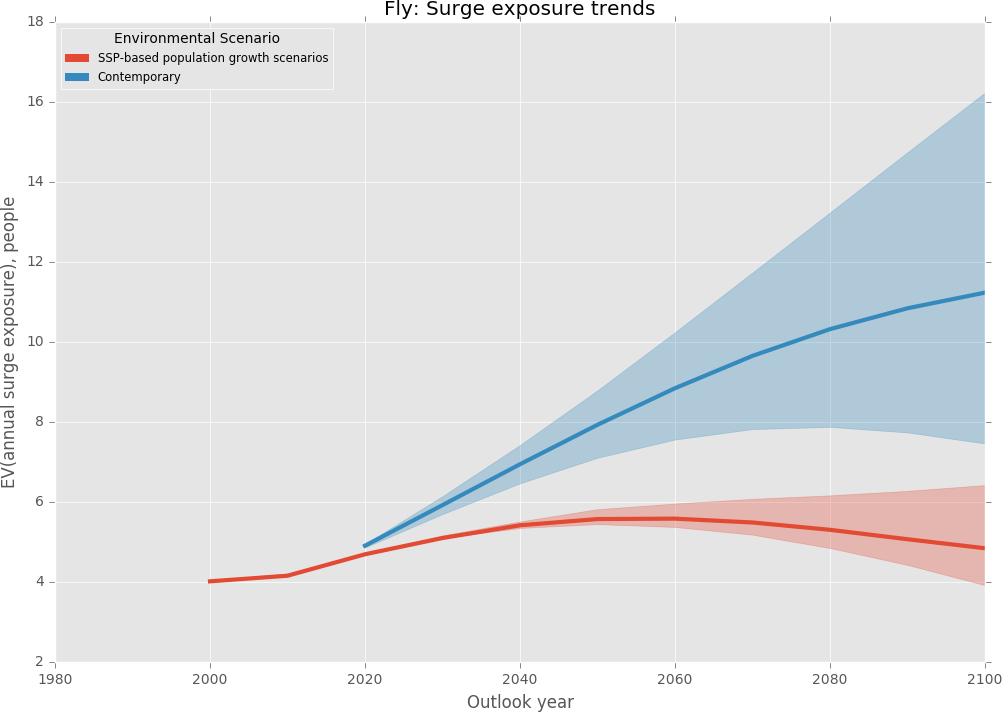 Fly: Surge exposure trends
Environmental Scenario
SSP-based population growth scenarios
Contemporary
EV(annual surge exposure), people
18
16
14
12
10
8
6
4
2
1980 2000 2020 2040 2060 2080 2100
Outlook year